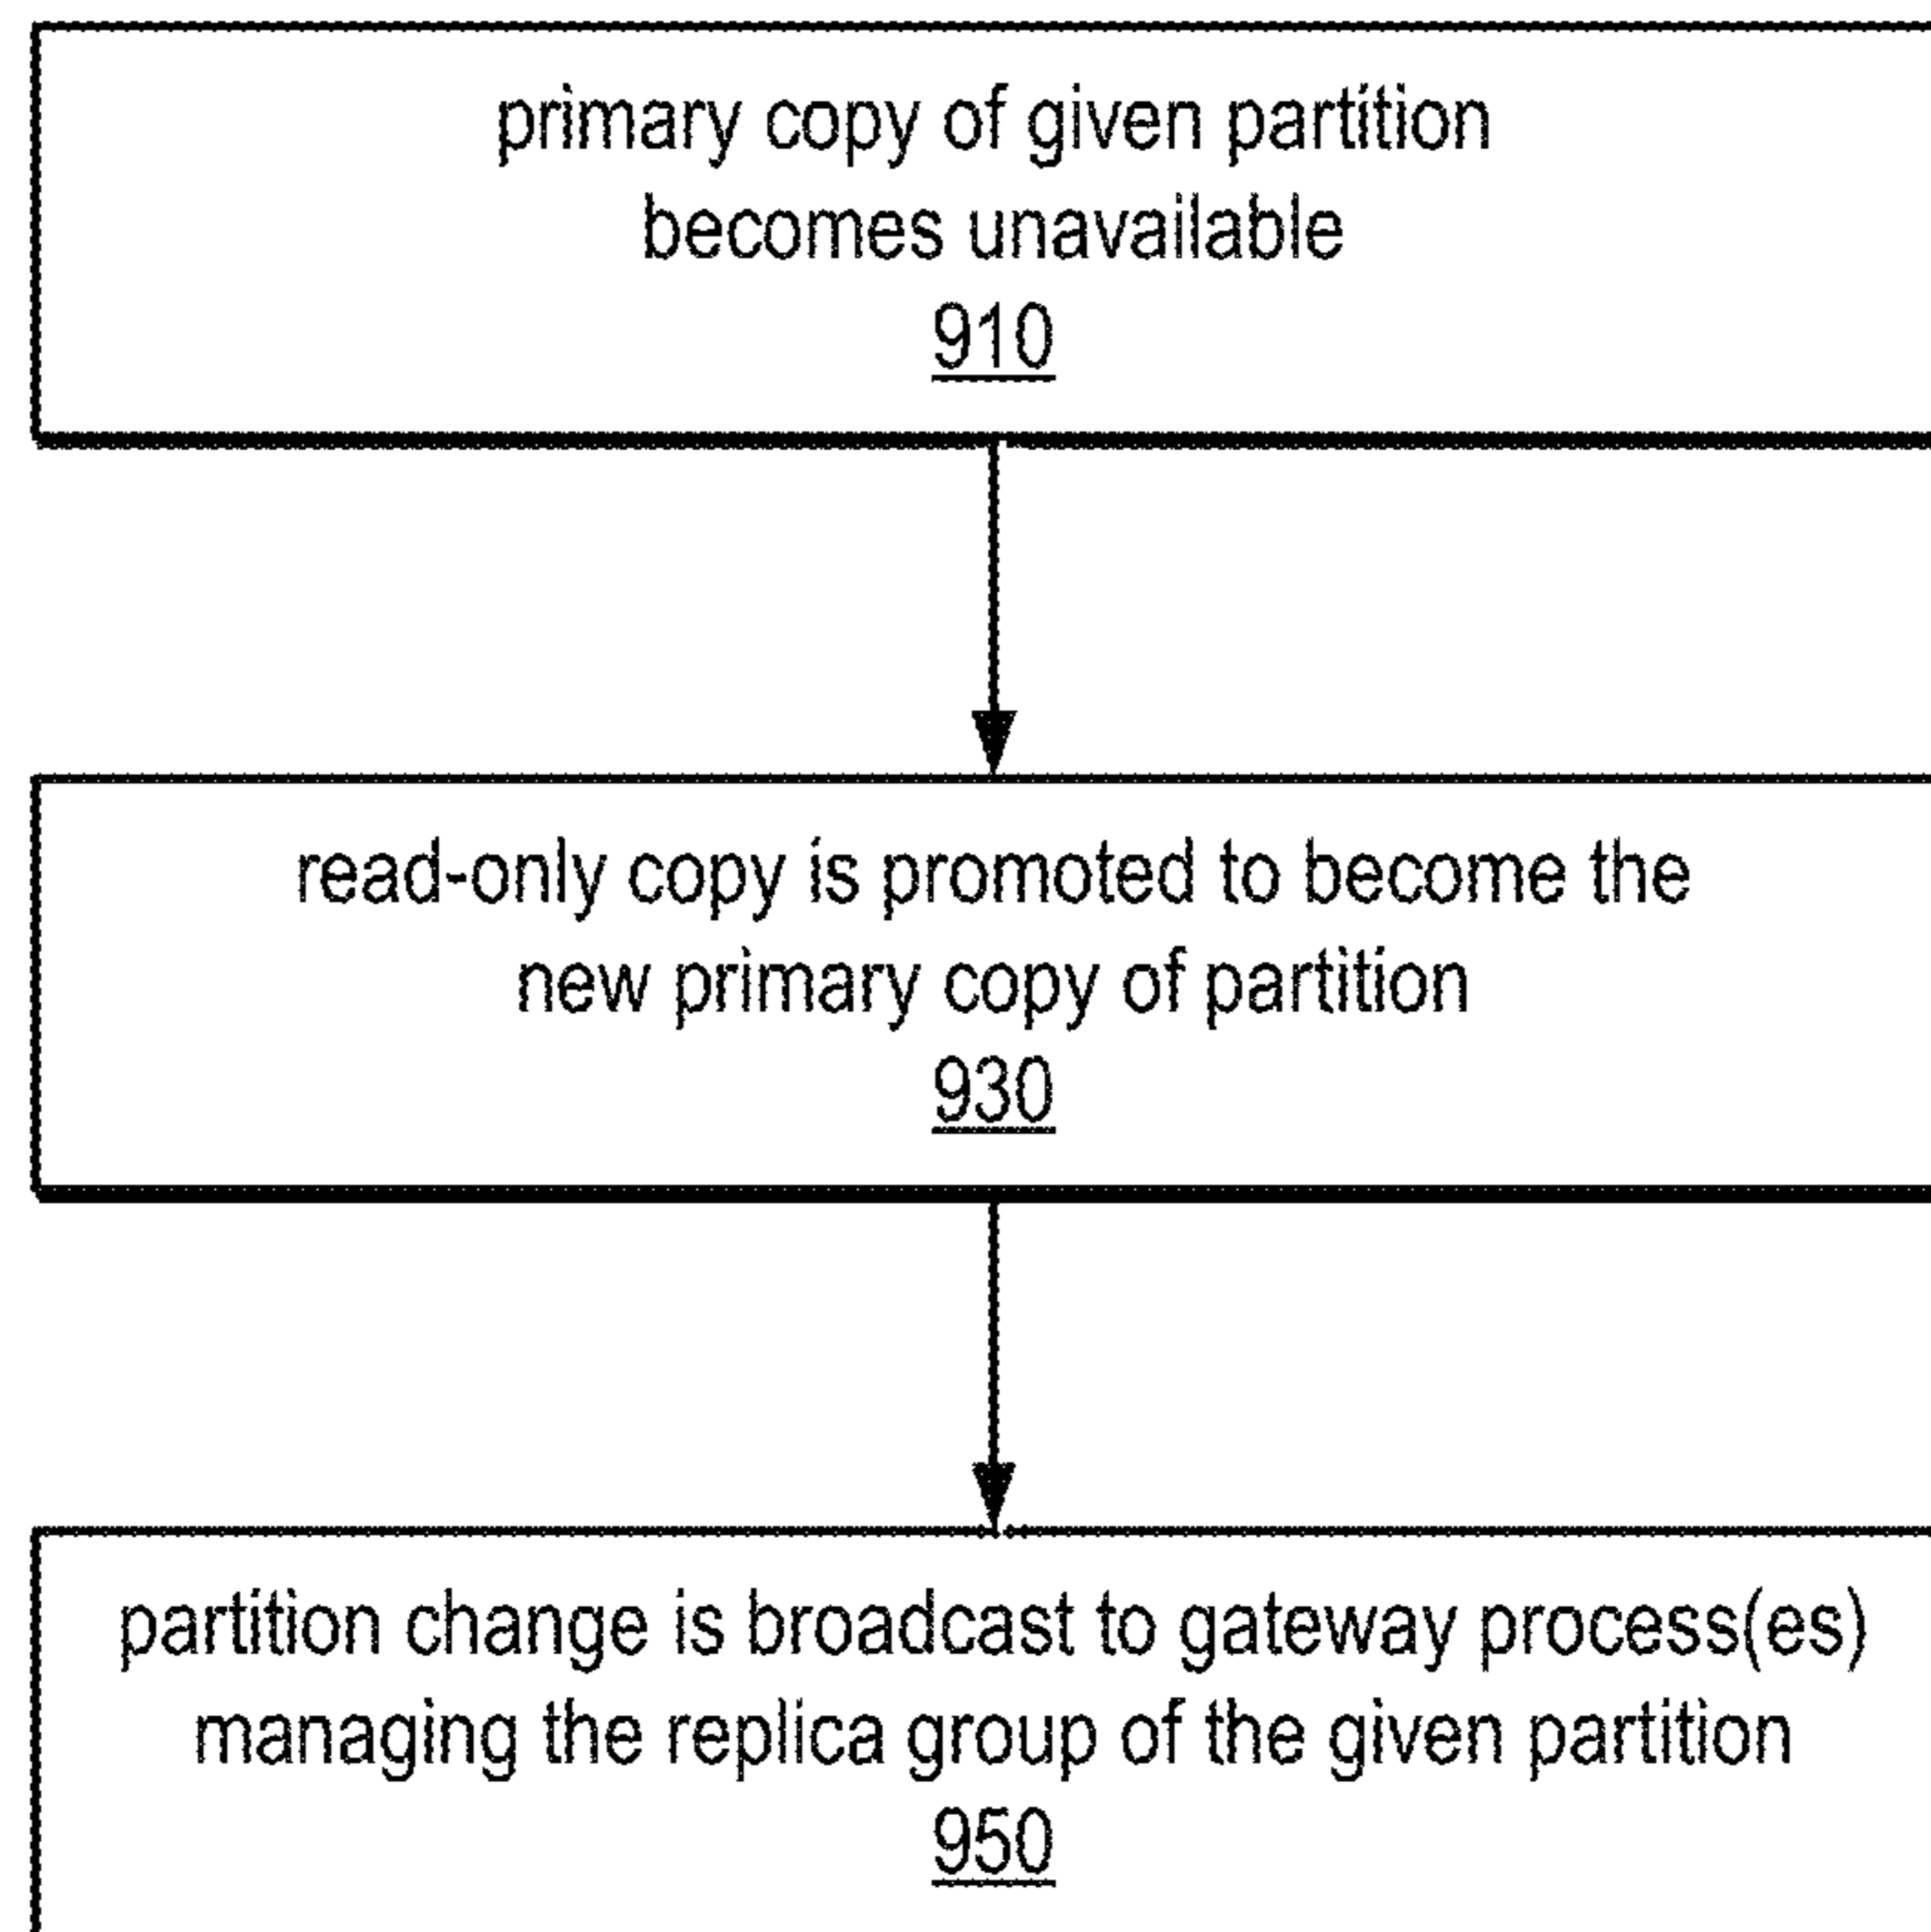 primary copy of given partition
becomes unavailable
910
read-only copy is promoted to become the
new primary copy of partition
930
partition change is broadcast to gateway process(es)
managing the replica group of the given partition
950